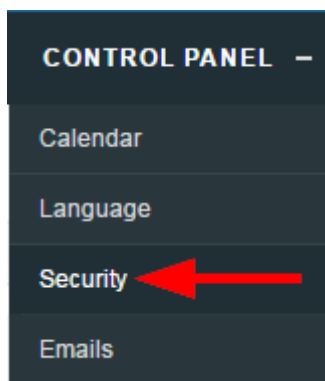 CONTROL PANEL –
Calendar
Language
Security
Emails